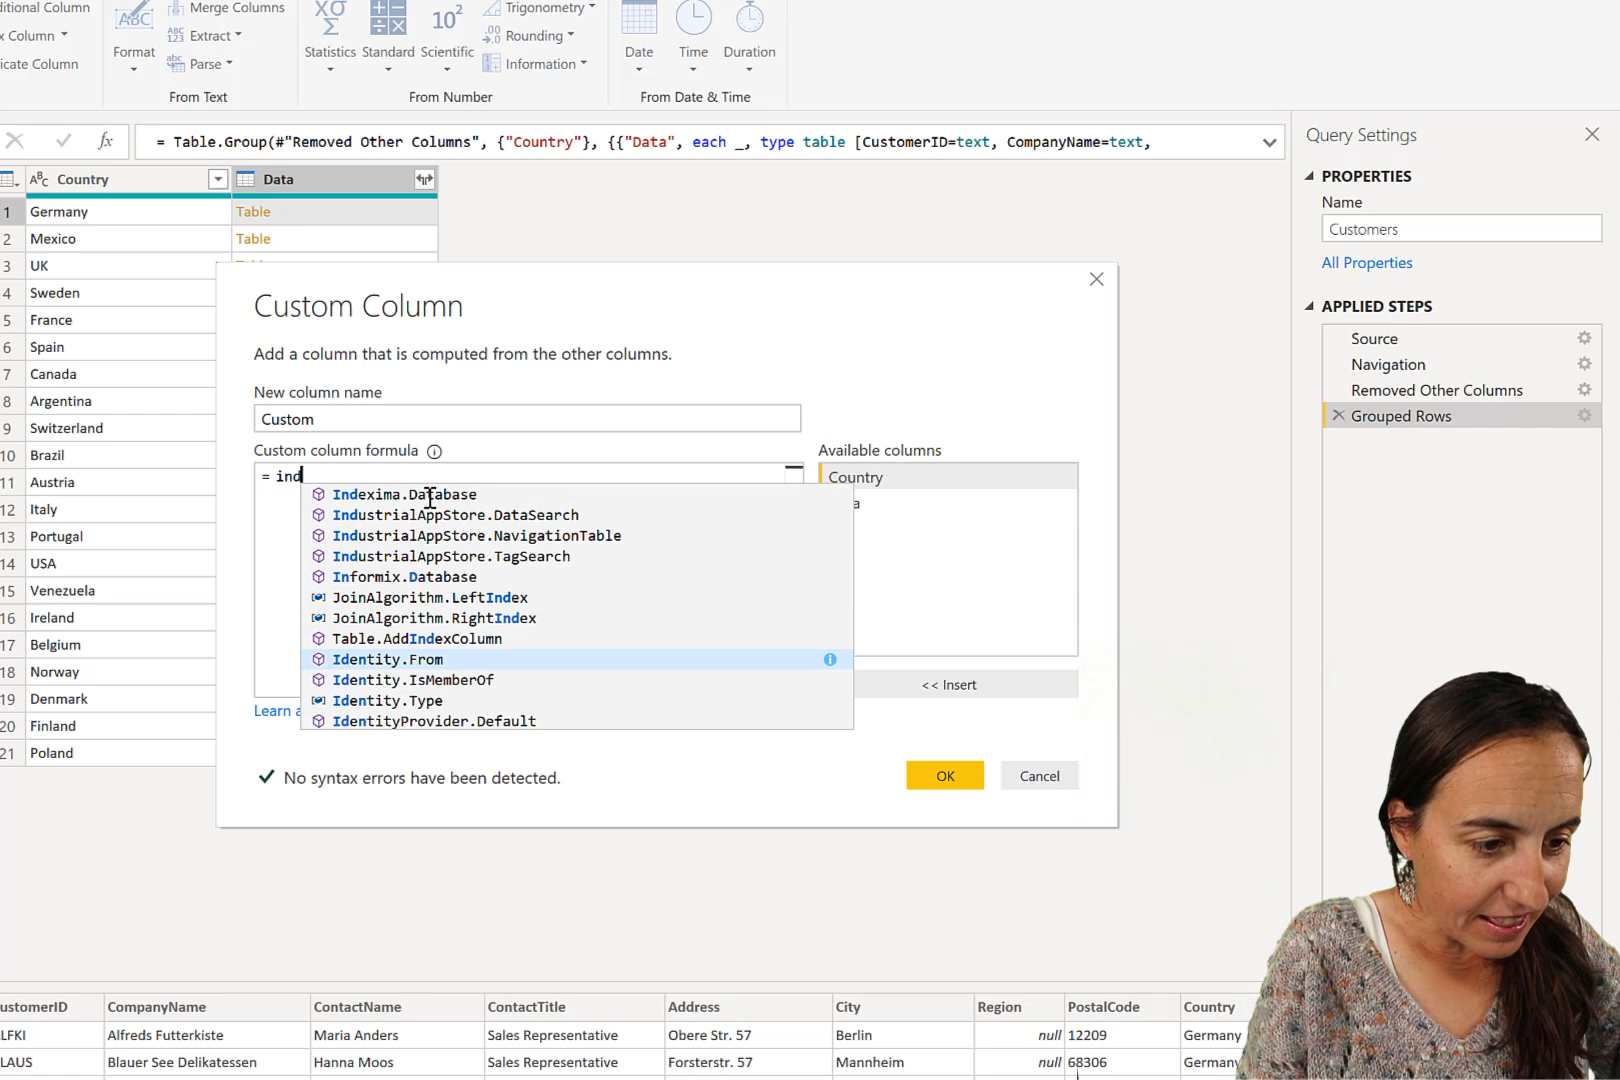 ditional Column
Merge Columns
Trigonometry
x Column
Extract
Rounding
icate Column
Format
Parse
Statistics
Standard
Scientific
Information
Date
Time
Duration
From Text
From Number
From Date & Time
fx
= Table.Group(#"Removed Other Columns", {"Country"}, {{"Data", each _, type table [CustomerID=text, CompanyName=text,
Country
Data
1 Germany Table
2 Mexico Table
3 UK
4 Sweden
5 France
6 Spain
7 Canada
8 Argentina
9 Switzerland
10 Brazil
11 Austria
12 Italy
13 Portugal
14 USA
15 Venezuela
16 Ireland
17 Belgium
18 Norway
19 Denmark
20 Finland
21 Poland
Custom Column
Add a column that is computed from the other columns.
New column name
Custom
Custom column formula
= ind
Indexima.Database
IndustrialAppStore.DataSearch
IndustrialAppStore.NavigationTable
IndustrialAppStore.TagSearch
Informix.Database
JoinAlgorithm.LeftIndex
JoinAlgorithm.RightIndex
Table.AddIndexColumn
Identity.From
Identity.IsMemberOf
Identity.Type
IdentityProvider.Default
Available columns
Country
a
<< Insert
Learn a
No syntax errors have been detected.
OK
Cancel
Query Settings
PROPERTIES
Name
Customers
All Properties
APPLIED STEPS
Source
Navigation
Removed Other Columns
Grouped Rows
ustomerID CompanyName ContactName ContactTitle Address City Region PostalCode Country
LFKI Alfreds Futterkiste Maria Anders Sales Representative Obere Str. 57 Berlin null 12209 Germany
LAUS Blauer See Delikatessen Hanna Moos Sales Representative Forsterstr. 57 Mannheim null 68306 Germany